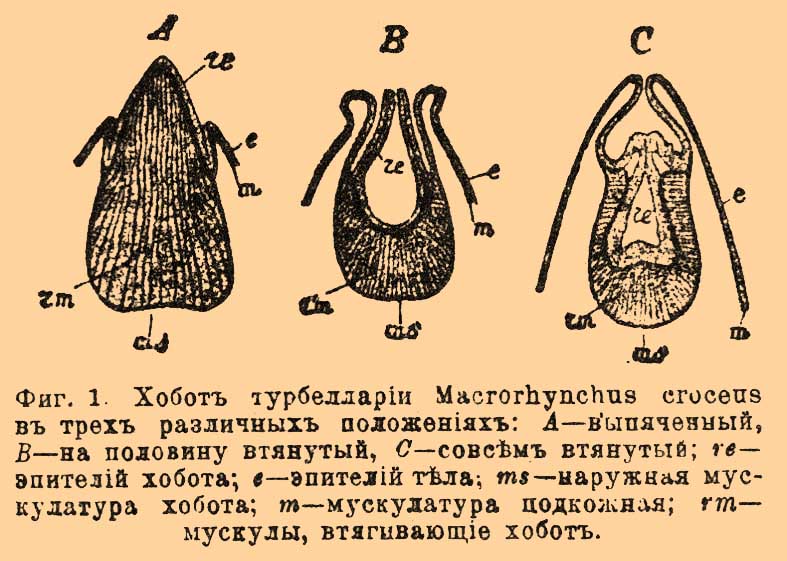 A
B
C
re
e
m
rm
ms
re
e
m
rm
ms
re
e
m
rm
ms
Фиг. 1. Хоботъ турбелларіи Macrorhynchus croceus
въ трехъ различныхъ положеніяхъ: A—выпяченный,
B—на половину втянутый, C—совсѣмъ втянутый; re—
эпителій хобота; e—эпителій тѣла; ms—наружная мус-
кулатура хобота; m—мускулатура подкожная; rm—
мускулы, втягивающіе хоботъ.